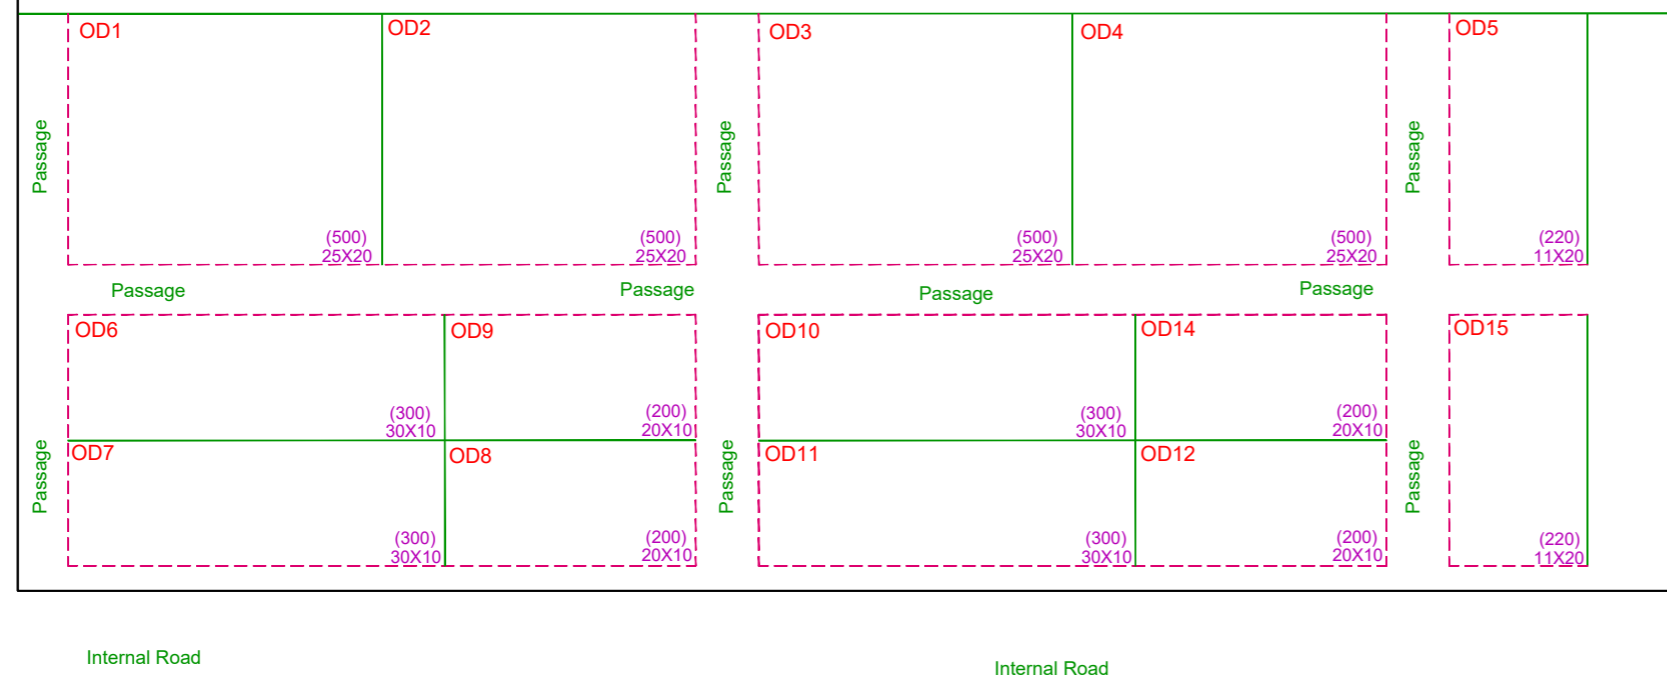 OD1
OD2
OD3
OD4
OD5
Passage
Passage
Passage
(500)
25X20
(500)
25X20
(500)
25X20
(500)
25X20
(220)
11X20
Passage
Passage
Passage
Passage
OD6
OD9
OD10
OD14
OD15
(300)
30X10
(200)
20X10
(300)
30X10
(200)
20X10
OD7
OD8
OD11
OD12
Passage
Passage
Passage
(300)
30X10
(200)
20X10
(300)
30X10
(200)
20X10
(220)
11X20
Internal Road
Internal Road